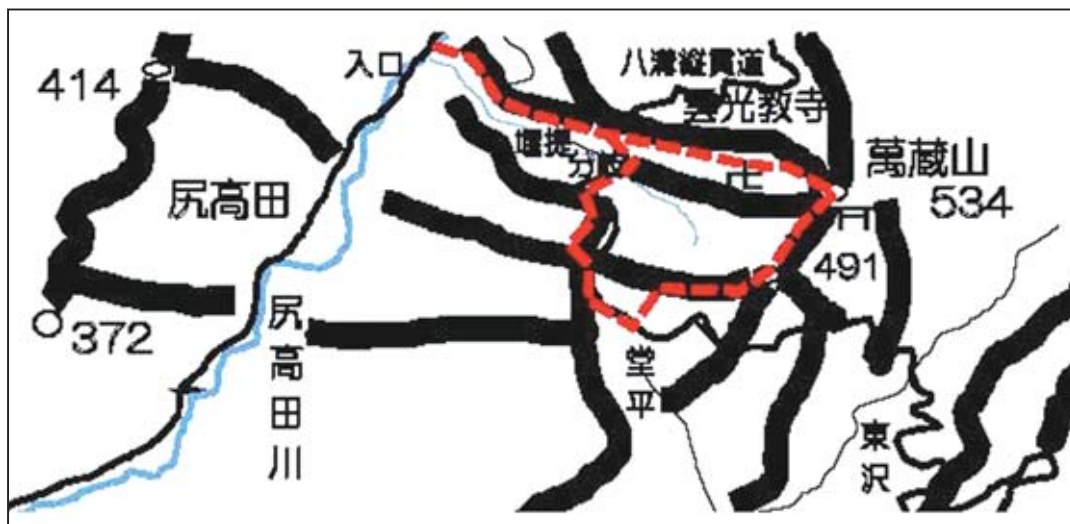 入口
八溝縦貫道
414
雲光教寺
堰提
分岐
萬蔵山
尻高田
534
491
372
尻高田川
堂平
東沢